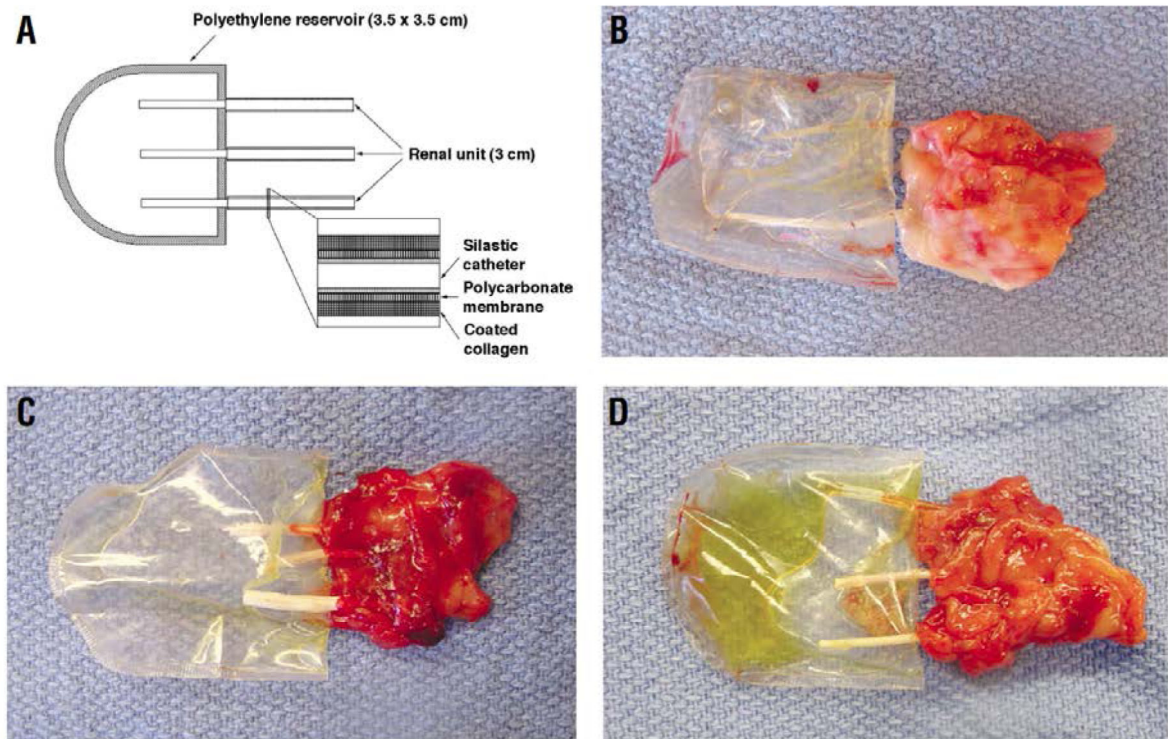 A
Polyethylene reservoir (3.5 x 3.5 cm)
Renal unit (3 cm)
Silastic
catheter
Polycarbonate
membrane
Coated
collagen
B
C
D